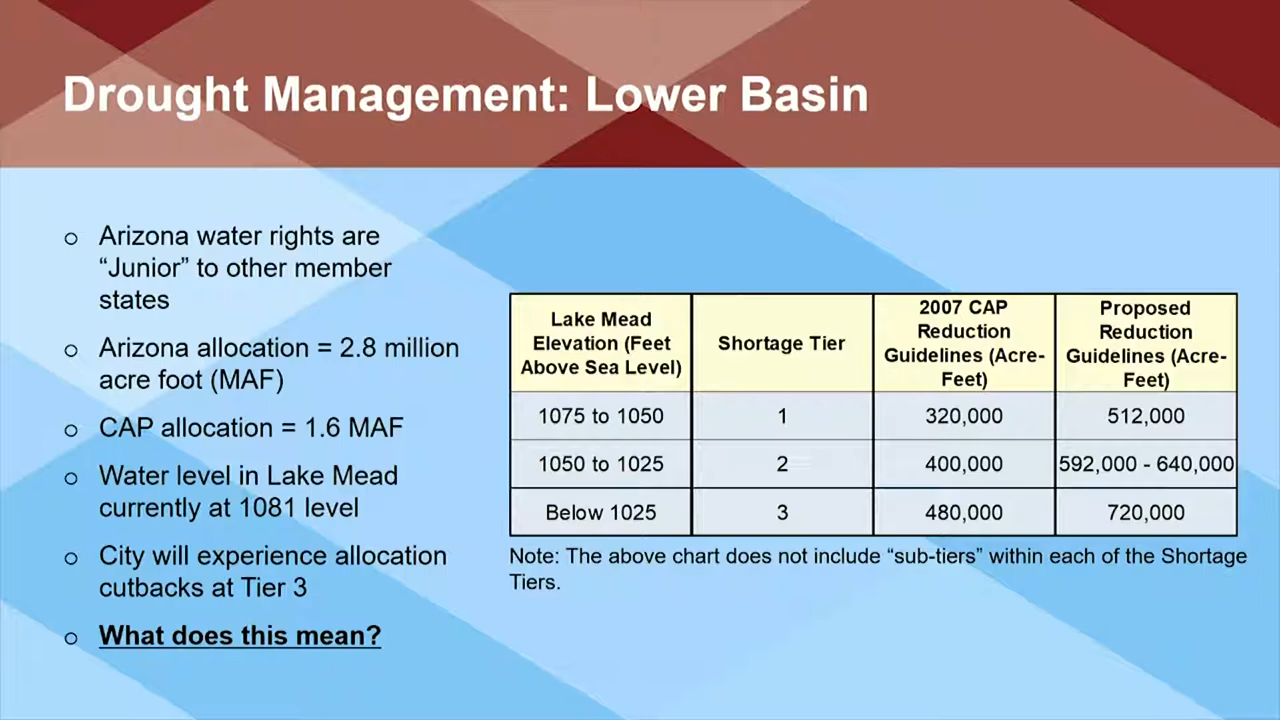 Drought Management: Lower Basin
o Arizona water rights are
“Junior” to other member
states
o Arizona allocation = 2.8 million
acre foot (MAF)
o CAP allocation = 1.6 MAF
o Water level in Lake Mead
currently at 1081 level
o City will experience allocation
cutbacks at Tier 3
o What does this mean?
Lake Mead
Elevation (Feet
Above Sea Level)
Shortage Tier
2007 CAP
Reduction
Guidelines (Acre-
Feet)
Proposed
Reduction
Guidelines (Acre-
Feet)
1075 to 1050 1 320,000 512,000
1050 to 1025 2 400,000 592,000 - 640,000
Below 1025 3 480,000 720,000
Note: The above chart does not include “sub-tiers” within each of the Shortage
Tiers.